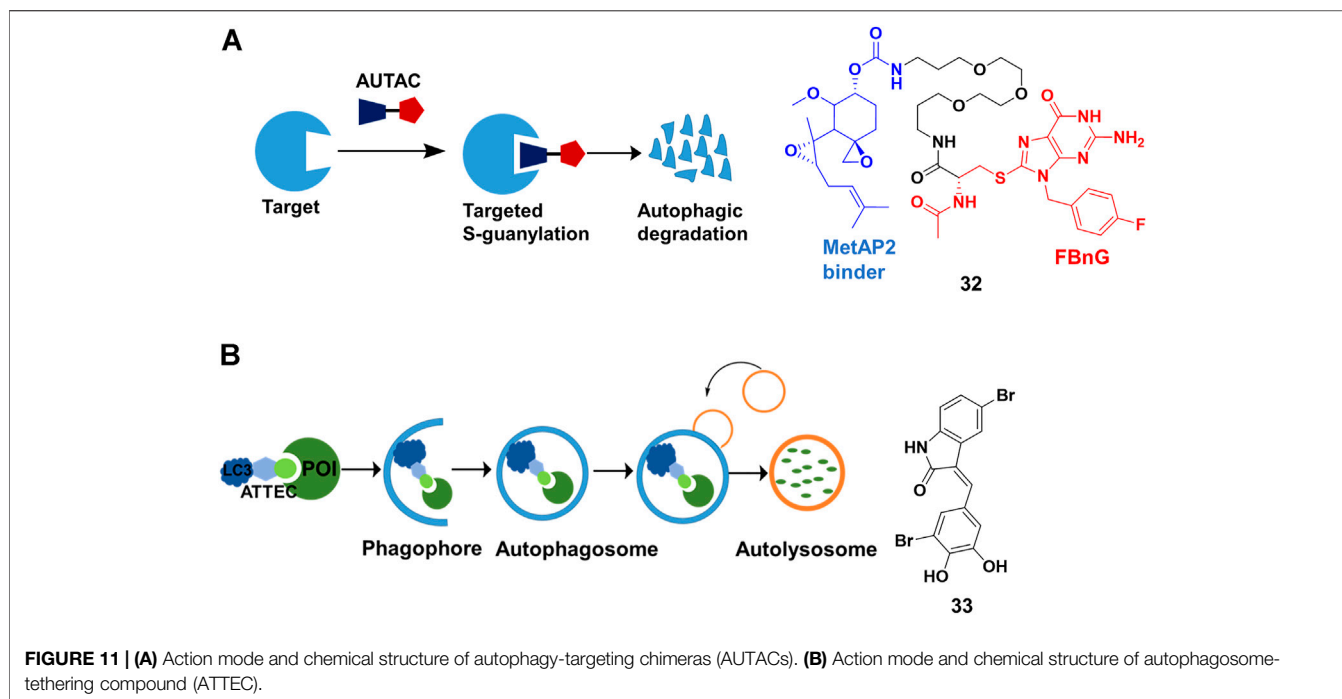 A
AUTAC
Target
Targeted
S-guanylation
Autophagic
degradation
O
O
N
H
O
O
O
O
O
O
NH
O
S
O
NH
O
NH
N
N
N
NH2
F
MetAP2
binder
FBnG
32
B
LC3
ATTEC
POI
Phagophore
Autophagosome
Autolysosome
Br
HN
O
Br
HO
OH
33
FIGURE 11 | (A) Action mode and chemical structure of autophagy-targeting chimeras (AUTACs). (B) Action mode and chemical structure of autophagosome-
tethering compound (ATTEC).